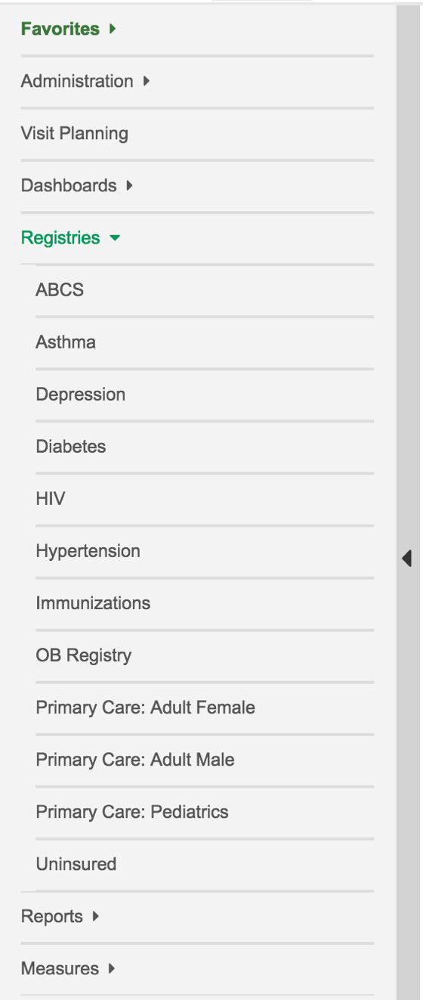 Favorites
Administration
Visit Planning
Dashboards
Registries
ABCS
Asthma
Depression
Diabetes
HIV
Hypertension
Immunizations
OB Registry
Primary Care: Adult Female
Primary Care: Adult Male
Primary Care: Pediatrics
Uninsured
Reports
Measures